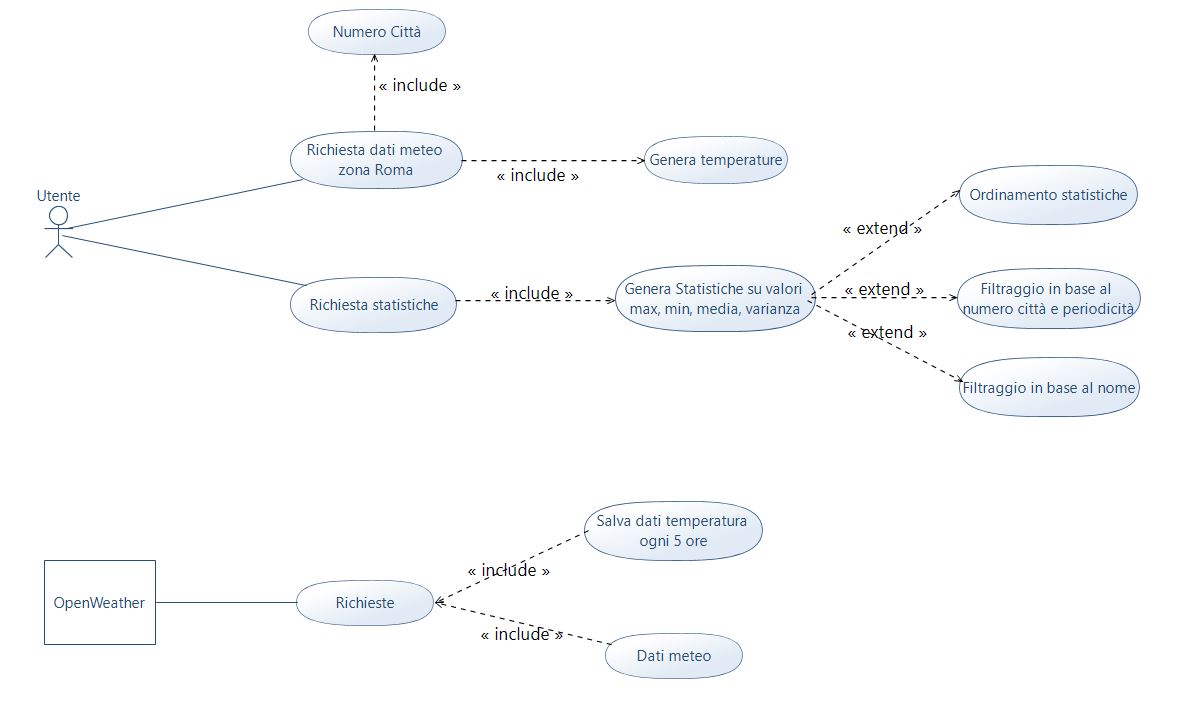 Numero Città
« include »
Richiesta dati meteo
zona Roma
« include »
Genera temperature
Utente
Ordinamento statistiche
« extend »
Richiesta statistiche
« include »
Genera Statistiche su valori
max, min, media, varianza
« extend »
Filtraggio in base al
numero città e periodicità
« extend »
Filtraggio in base al nome
Salva dati temperatura
ogni 5 ore
« include »
OpenWeather
Richieste
« include »
Dati meteo